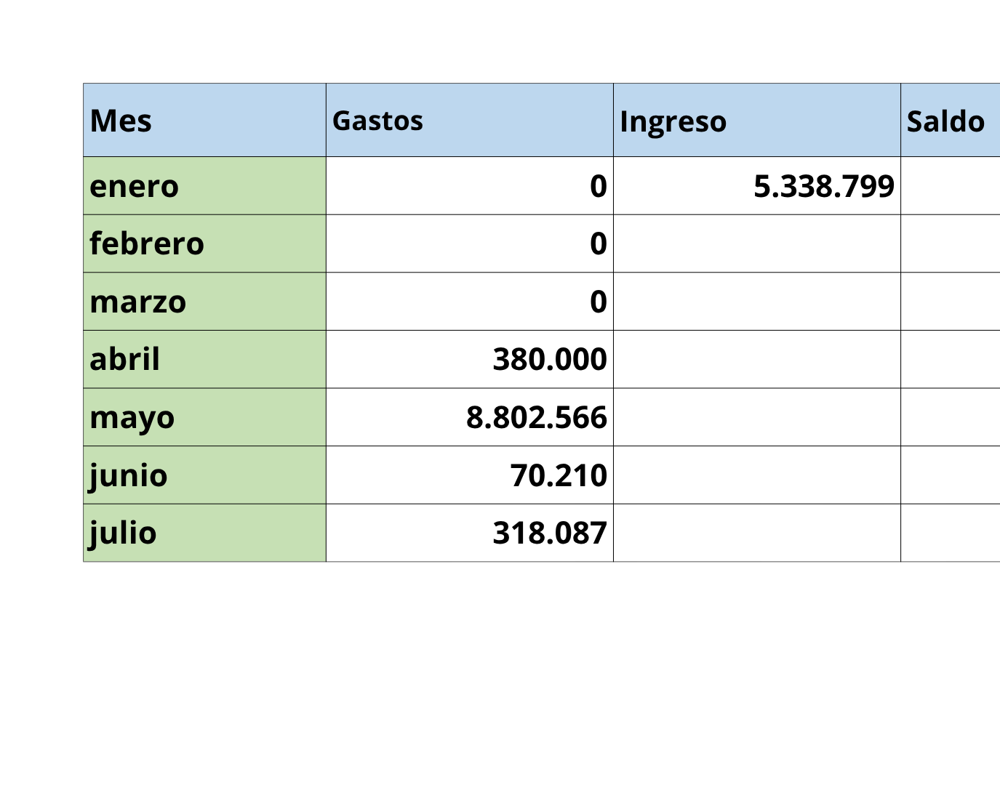 Mes Gastos Ingreso Saldo
enero 0 5.338.799
febrero 0
marzo 0
abril 380.000
mayo 8.802.566
junio 70.210
julio 318.087